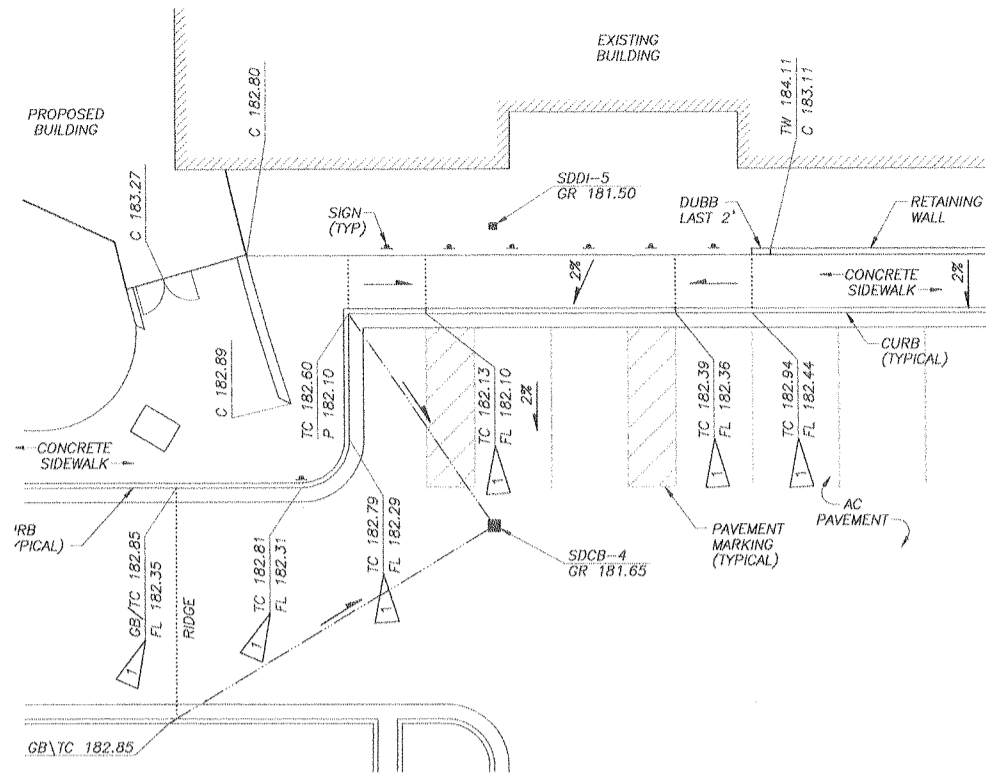 EXISTING
BUILDING
PROPOSED
BUILDING
C 182.80
TW 184.11
C 183.11
C 183.27
SDDI-5
GR 181.50
SIGN
(TYP)
DUBB
LAST 2'
RETAINING
WALL
2%
CONCRETE
SIDEWALK
2%
CURB
(TYPICAL)
C 182.89
TC 182.60
P 182.10
TC 182.13
FL 182.10
2%
TC 182.39
FL 182.36
TC 182.94
FL 182.44
1
1
1
CONCRETE
SIDEWALK
AC
PAVEMENT
PAVEMENT
MARKING
(TYPICAL)
'RB
YPICAL)
GB/TC 182.85
FL 182.35
RIDGE
TC 182.81
FL 182.31
TC 182.79
FL 182.29
SDCB-4
GR 181.65
1
1
1
GB\TC 182.85